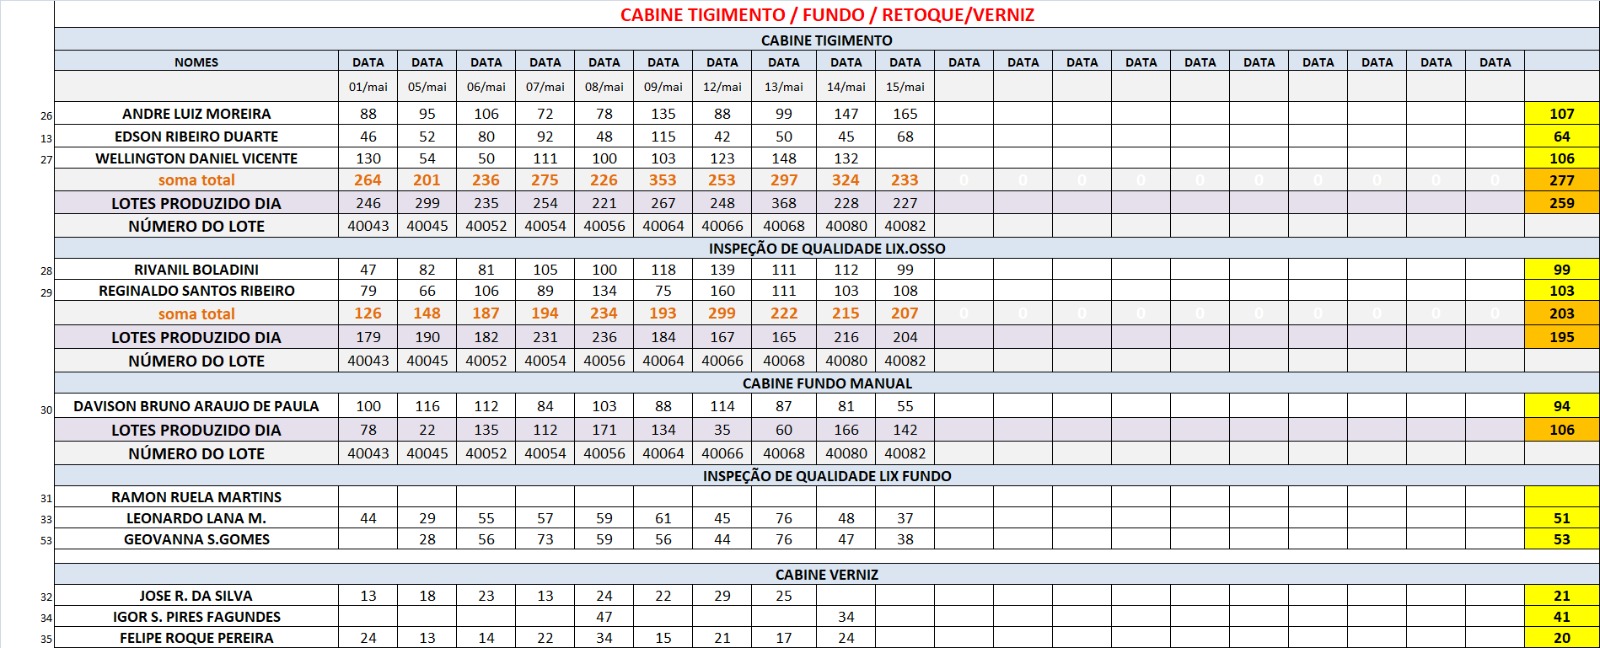 CABINE TIGIMENTO / FUNDO / RETOQUE/VERNIZ
CABINE TIGIMENTO
NOMES DATA DATA DATA DATA DATA DATA DATA DATA DATA DATA DATA DATA DATA DATA DATA DATA DATA DATA DATA DATA
01/mai 05/mai 06/mai 07/mai 08/mai 09/mai 12/mai 13/mai 14/mai 15/mai
26 ANDRE LUIZ MOREIRA 88 95 106 72 78 135 88 99 147 165 107
13 EDSON RIBEIRO DUARTE 46 52 80 92 48 115 42 50 45 68 64
27 WELLINGTON DANIEL VICENTE 130 54 50 111 100 103 123 148 132 106
soma total 264 201 236 275 226 353 253 297 324 233 0 0 0 0 0 0 0 0 0 0 277
LOTES PRODUZIDO DIA 246 299 235 254 221 267 248 368 228 227 259
NÚMERO DO LOTE 40043 40045 40052 40054 40056 40064 40066 40068 40080 40082
INSPEÇÃO DE QUALIDADE LIX.OSSO
28 RIVANIL BOLADINI 47 82 81 105 100 118 139 111 112 99 99
29 REGINALDO SANTOS RIBEIRO 79 66 106 89 134 75 160 111 103 108 103
soma total 126 148 187 194 234 193 299 222 215 207 0 0 0 0 0 0 0 0 0 0 203
LOTES PRODUZIDO DIA 179 190 182 231 236 184 167 165 216 204 195
NÚMERO DO LOTE 40043 40045 40052 40054 40056 40064 40066 40068 40080 40082
CABINE FUNDO MANUAL
30 DAVISON BRUNO ARAUJO DE PAULA 100 116 112 84 103 88 114 87 81 55 94
LOTES PRODUZIDO DIA 78 22 135 112 171 134 35 60 166 142 106
NÚMERO DO LOTE 40043 40045 40052 40054 40056 40064 40066 40068 40080 40082
INSPEÇÃO DE QUALIDADE LIX FUNDO
31 RAMON RUELA MARTINS
33 LEONARDO LANA M. 44 29 55 57 59 61 45 76 48 37 51
53 GEOVANNA S.GOMES 28 56 73 59 56 44 76 47 38 53
CABINE VERNIZ
32 JOSE R. DA SILVA 13 18 23 13 24 22 29 25 21
34 IGOR S. PIRES FAGUNDES 47 34 41
35 FELIPE ROQUE PEREIRA 24 13 14 22 34 15 21 17 24 20